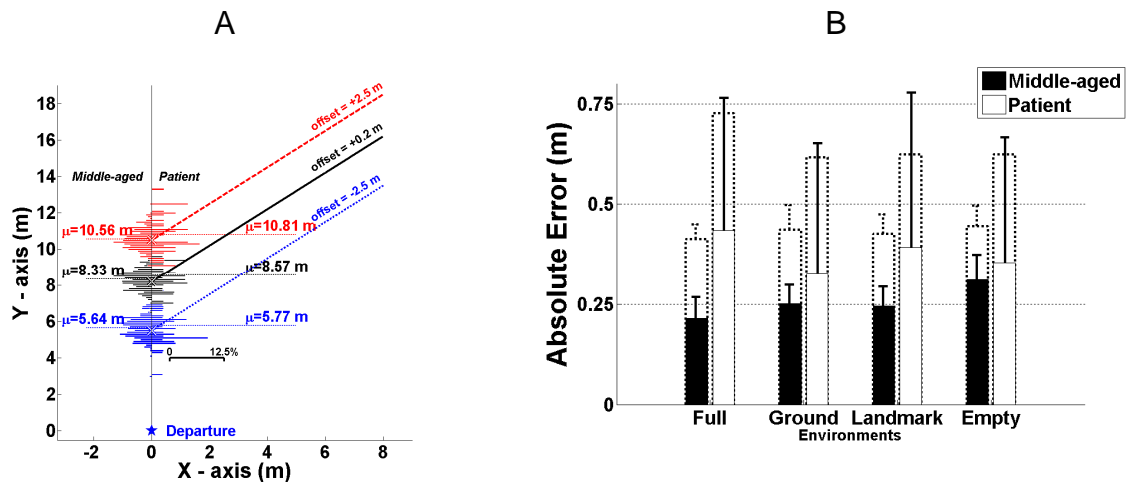 A
B
18
16
14
12
10
8
6
4
2
0
Y - axis (m)
-2 0 2 4 6 8
X - axis (m)
offset = +2.5 m
offset = +0.2 m
offset = -2.5 m
Middle-aged Patient
μ=10.56 m
μ=10.81 m
μ=8.33 m
μ=8.57 m
μ=5.64 m
μ=5.77 m
0 12.5%
Departure
Middle-aged
Patient
0.75
0.5
0.25
0
Absolute Error (m)
Full Ground Landmark Empty
Environments